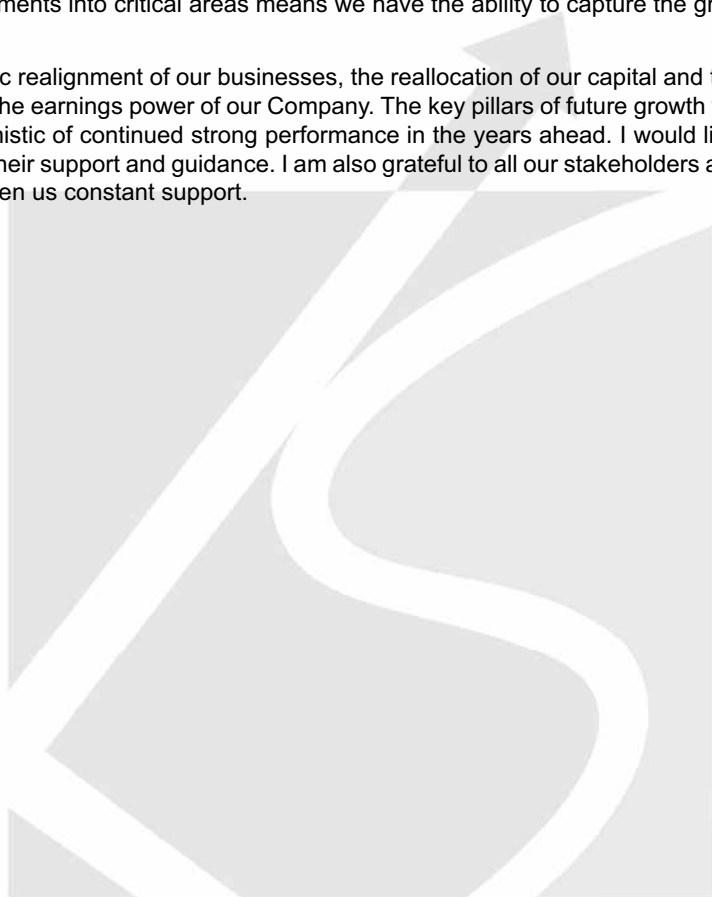 ments into critical areas means we have the ability to capture the gr
c realignment of our businesses, the reallocation of our capital and t
he earnings power of our Company. The key pillars of future growth
nistic of continued strong performance in the years ahead. I would li
heir support and guidance. I am also grateful to all our stakeholders a
en us constant support.